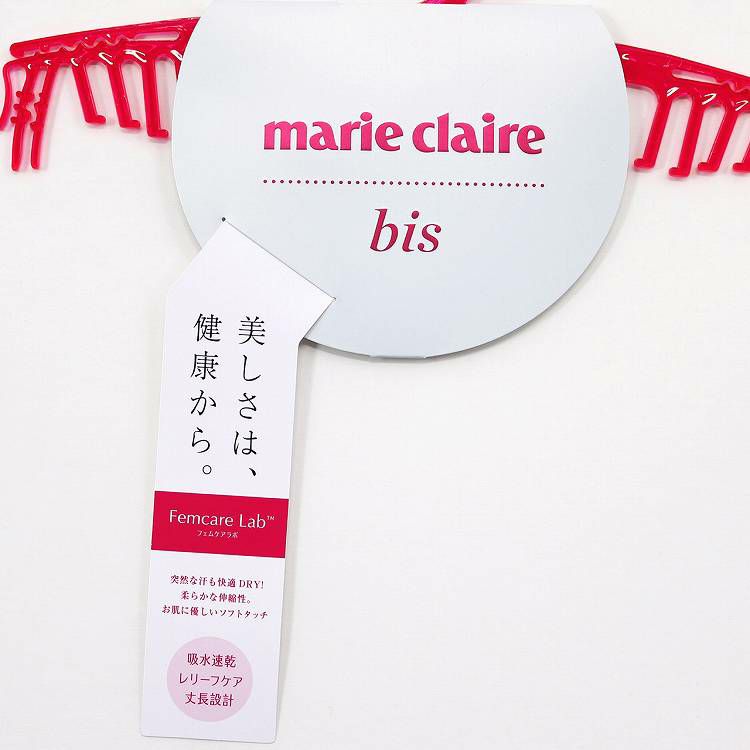 marie claire
bis
美しさは、
健康から。
Femcare Lab™
フェムケアラボ
突然な汗も快適DRY!
柔らかな伸縮性。
お肌に優しいソフトタッチ
吸水速乾
レリーフケア
丈長設計